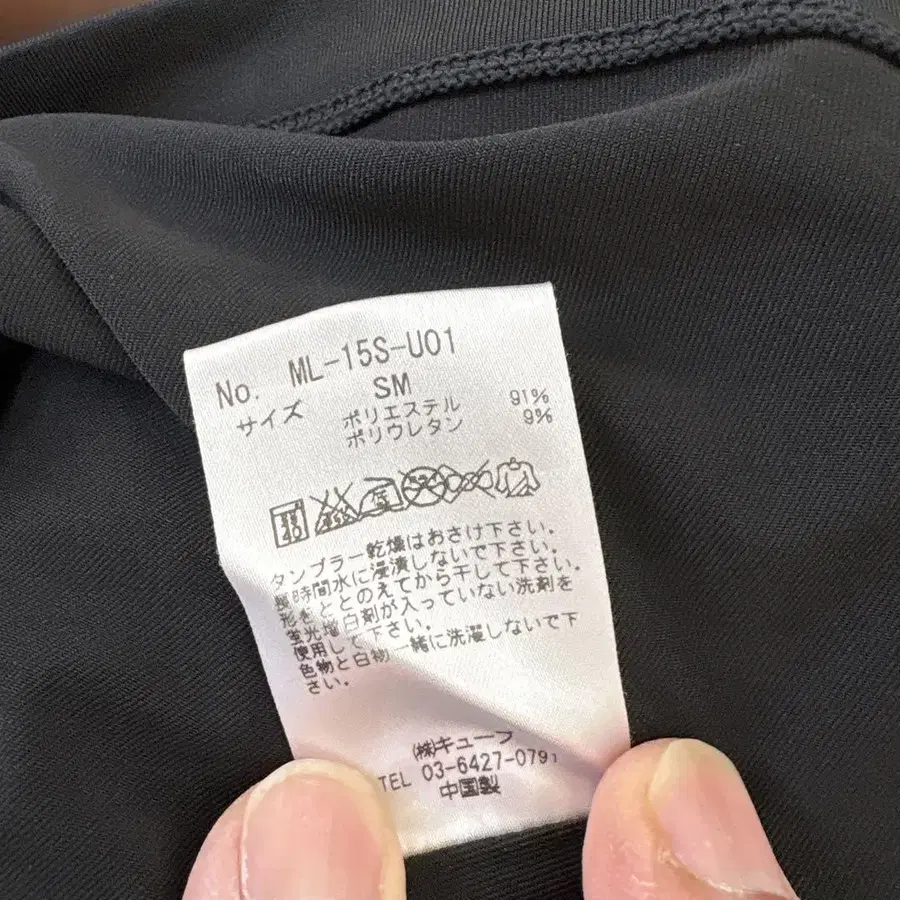 No. ML-15S-U01
サイズ SM
ポリエステル 91%
ポリウレタン 9%
40
タンブラー乾燥はおさけ下さい。
長時間水に浸漬しないで下さい。
形をととのえてから干して下さい。
蛍光増白剤が入っていない洗剤を
使用して下さい。
色物と白物一緒に洗濯しないで下
さい。
(株)キューブ
TEL 03-6427-0791
中国製